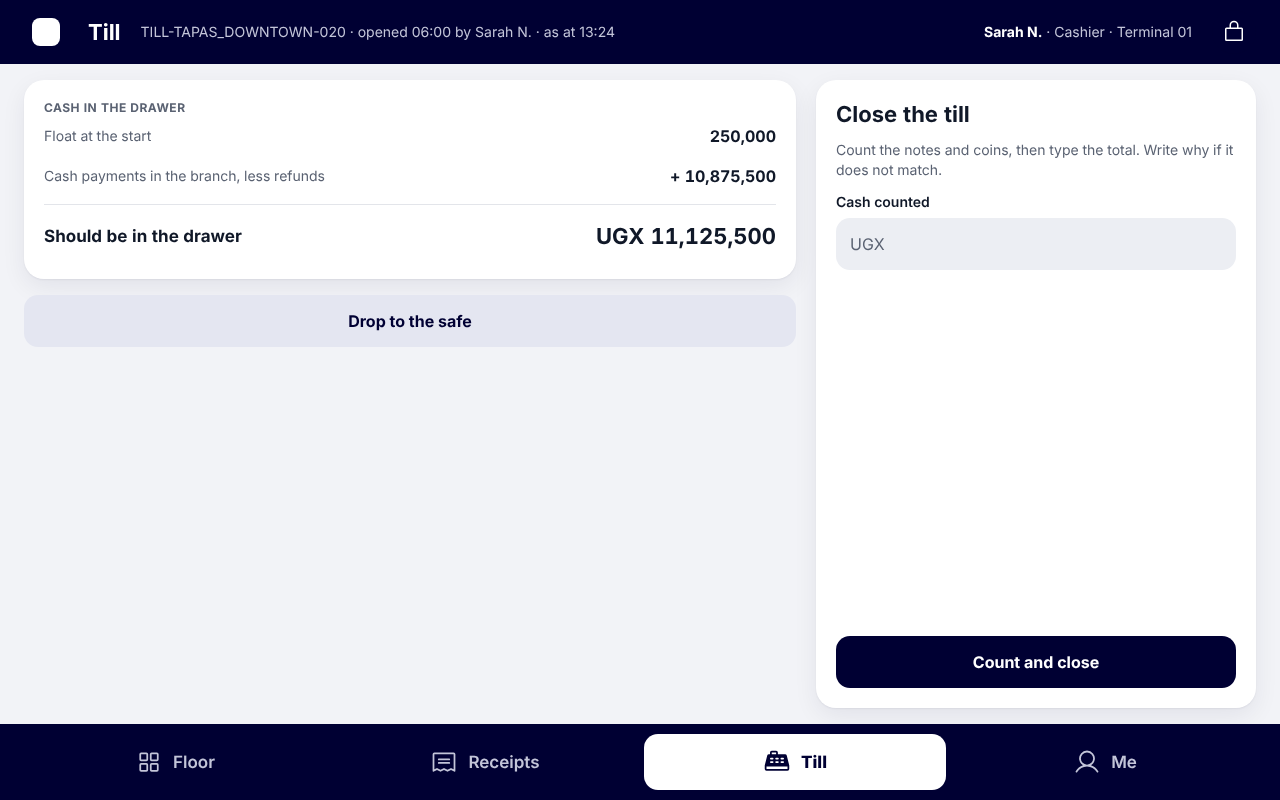 Till
TILL-TAPAS_DOWNTOWN-020 · opened 06:00 by Sarah N. · as at 13:24
Sarah N. · Cashier · Terminal 01
CASH IN THE DRAWER
Float at the start 250,000
Cash payments in the branch, less refunds + 10,875,500
Should be in the drawer UGX 11,125,500
Drop to the safe
Close the till
Count the notes and coins, then type the total. Write why if it
does not match.
Cash counted
UGX
Count and close
Floor
Receipts
Till
Me